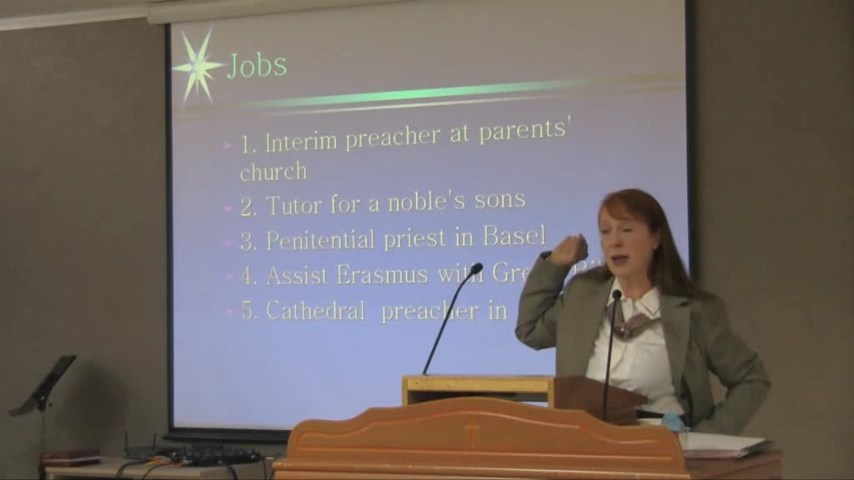 Jobs
1. Interim preacher at parents'
church
2. Tutor for a noble's sons
3. Penitential priest in Basel
4. Assist Erasmus with
5. Cathedral preacher in